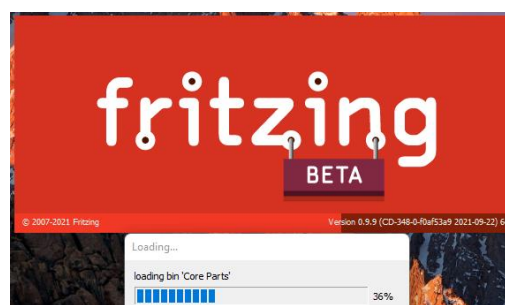 fritzing
BETA
© 2007-2021 Fritzing
Version 0.9.9 (CD-348-0-f0af53a9 2021-09-22) 6
Loading...
loading bin 'Core Parts'
36%